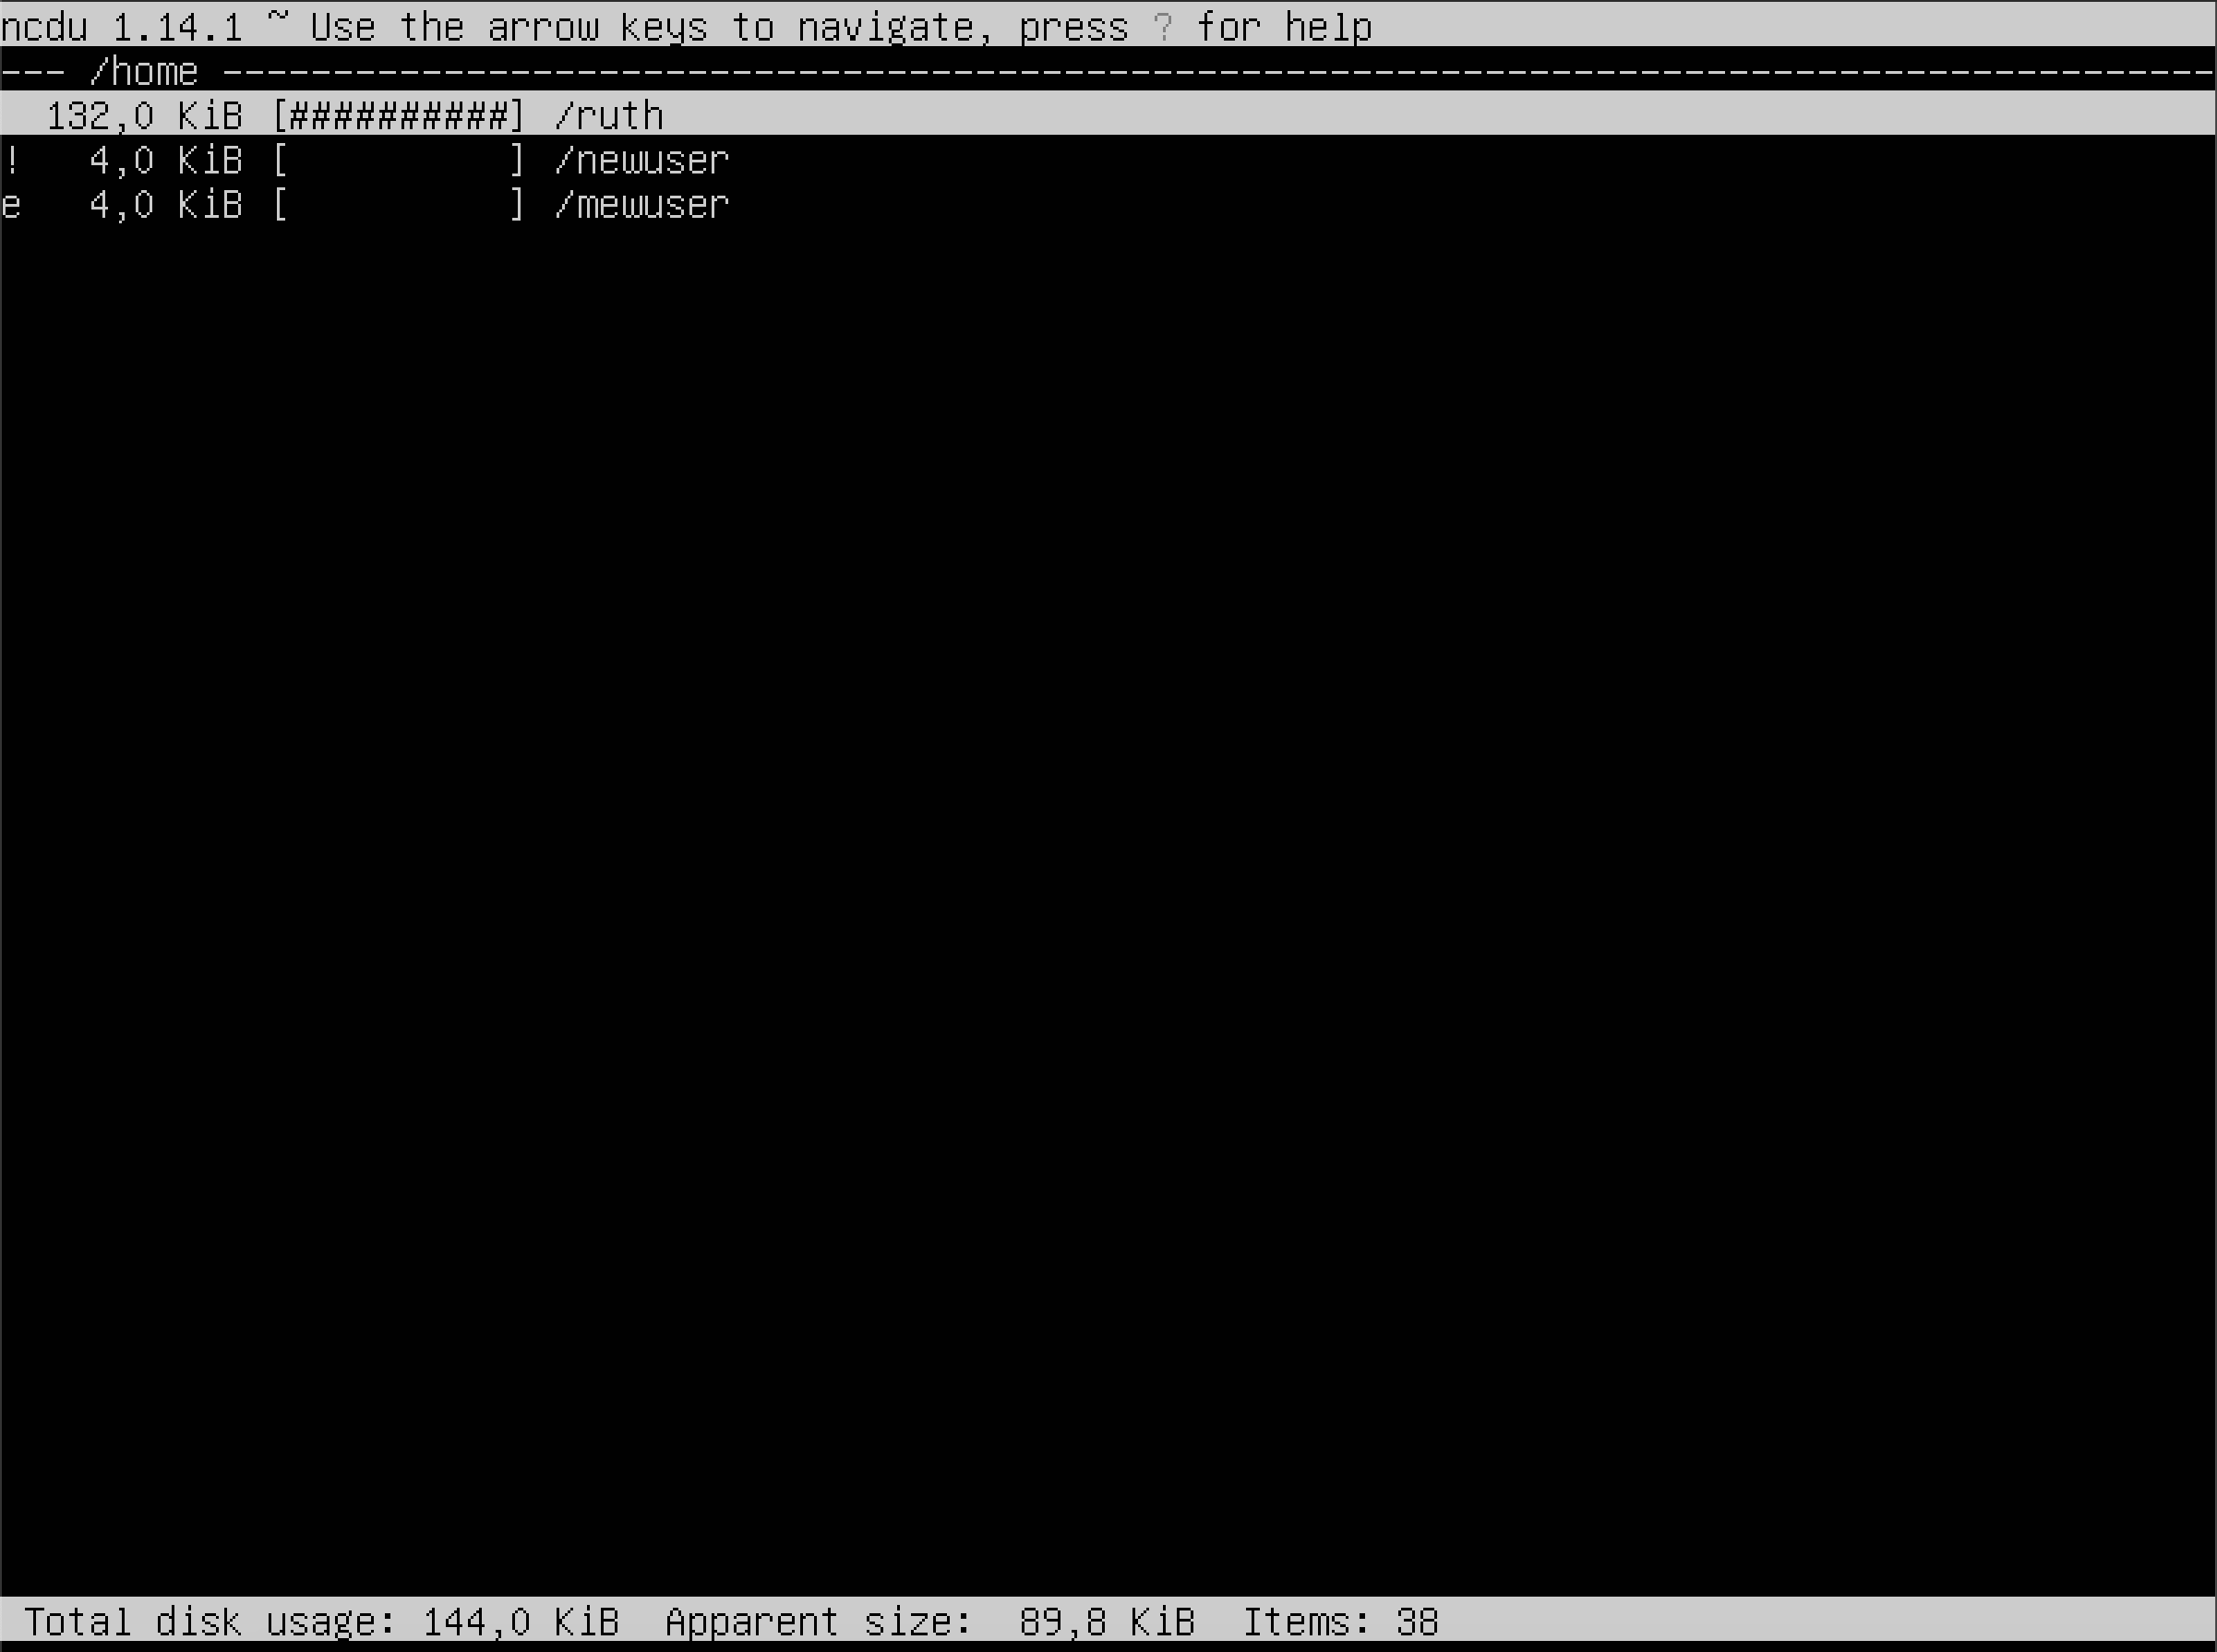 ncdu 1.14.1 ~ Use the arrow keys to navigate, press ? for help
--- /home ------------------------------------------------------------------------------------------
  132,0 KiB [##########] /ruth
!   4,0 KiB [          ] /newuser
e   4,0 KiB [          ] /mewuser
Total disk usage: 144,0 KiB  Apparent size:  89,8 KiB  Items: 38